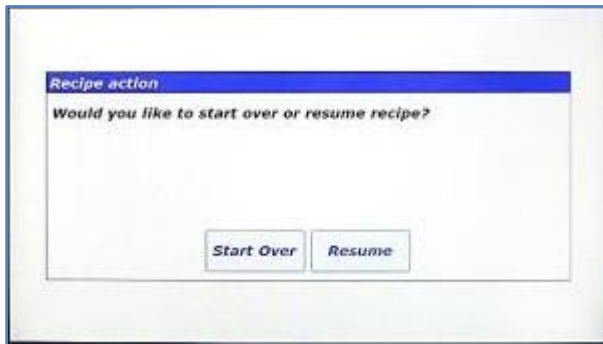 Recipe action
Would you like to start over or resume recipe?
Start Over Resume